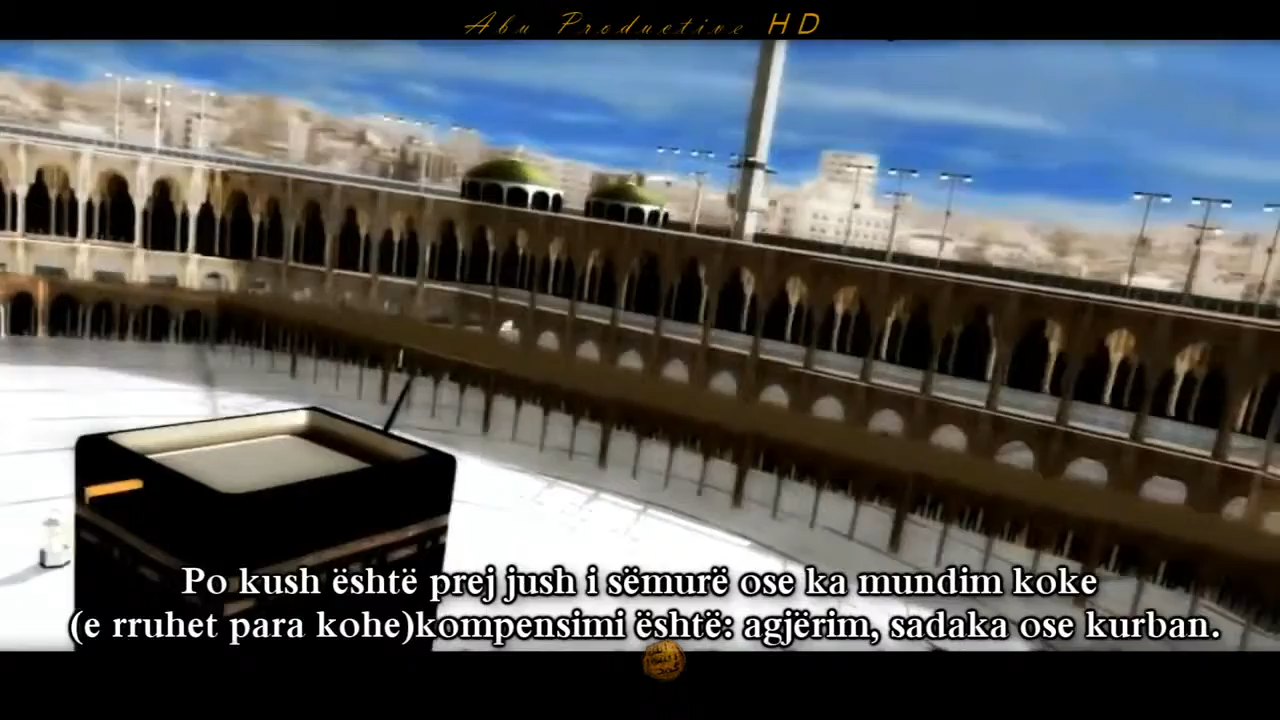 Abu Productive HD
Po kush është prej jush i sëmurë ose ka mundim koke
(e rruhet para kohe)kompensimi është: agjërim, sadaka ose kurban.